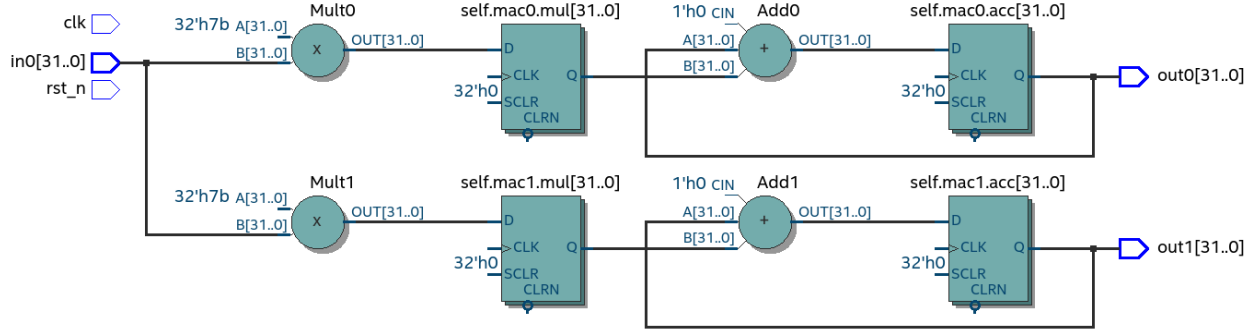 clk
in0[31..0]
rst_n
32'h7b A[31..0]
B[31..0]
Mult0
x
OUT[31..0]
self.mac0.mul[31..0]
D
CLK
Q
32'h0
SCLR
CLRN
1'h0 CIN
A[31..0]
B[31..0]
Add0
+
OUT[31..0]
self.mac0.acc[31..0]
D
CLK
Q
32'h0
SCLR
CLRN
out0[31..0]
32'h7b A[31..0]
B[31..0]
Mult1
x
OUT[31..0]
self.mac1.mul[31..0]
D
CLK
Q
32'h0
SCLR
CLRN
1'h0 CIN
A[31..0]
B[31..0]
Add1
+
OUT[31..0]
self.mac1.acc[31..0]
D
CLK
Q
32'h0
SCLR
CLRN
out1[31..0]